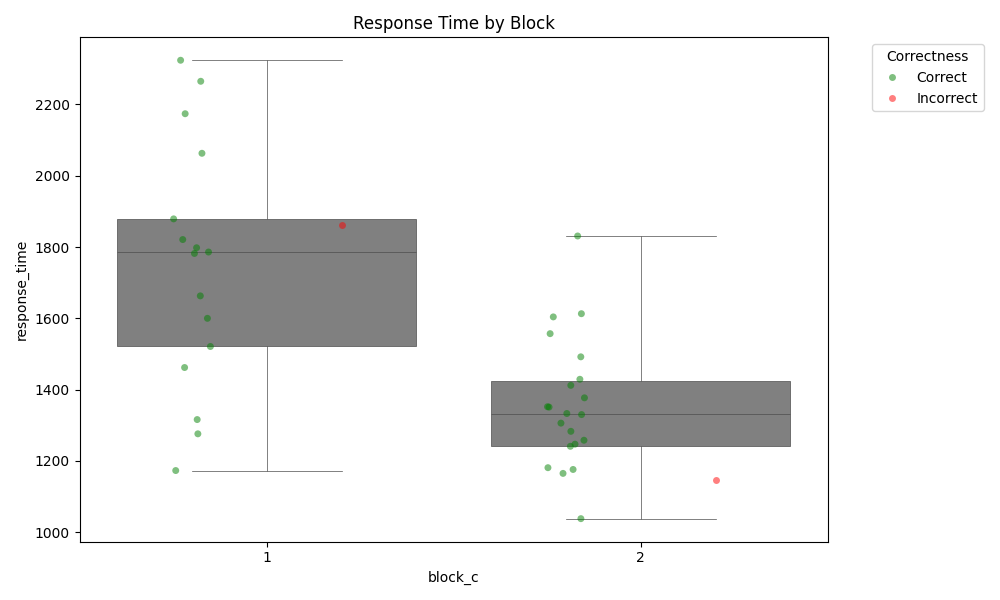 Response Time by Block
Correctness
Correct
Incorrect
response_time
2200
2000
1800
1600
1400
1200
1000
1
2
block_c